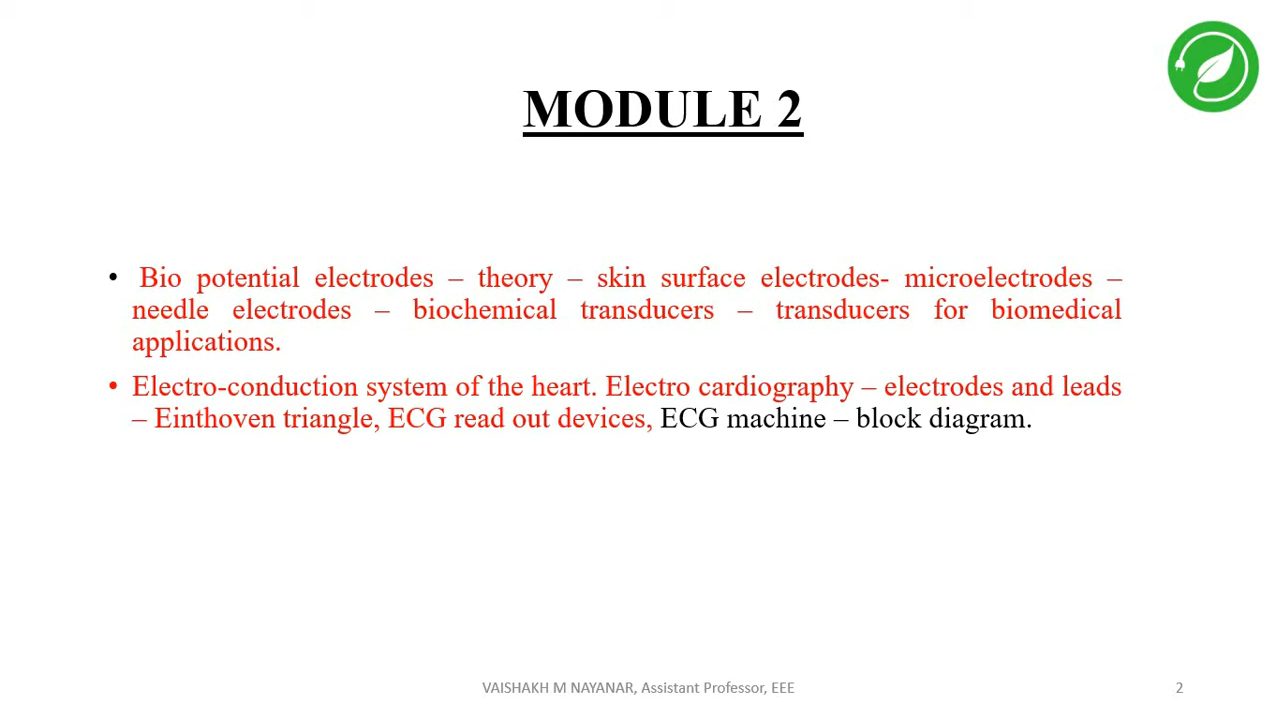 MODULE 2
• Bio potential electrodes – theory – skin surface electrodes- microelectrodes –
needle electrodes – biochemical transducers – transducers for biomedical
applications.
• Electro-conduction system of the heart. Electro cardiography – electrodes and leads
– Einthoven triangle, ECG read out devices, ECG machine – block diagram.
VAISHAKH M NAYANAR, Assistant Professor, EEE
2